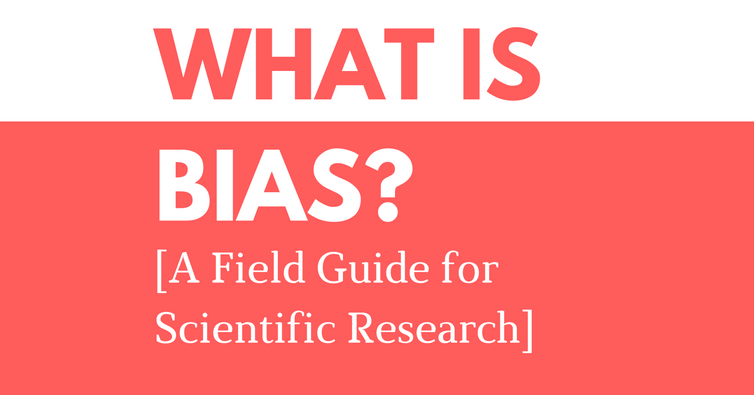 WHAT IS
BIAS?
[A Field Guide for
Scientific Research]